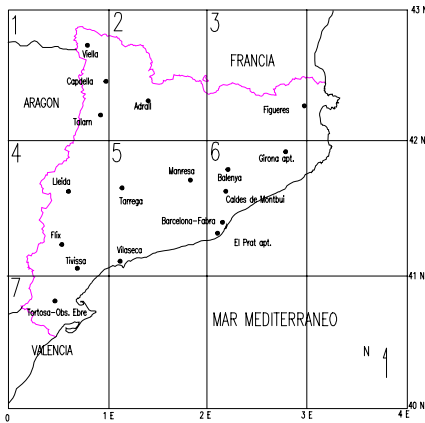 1
2
3
43 N
Viella
FRANCIA
Capdella
ARAGON
Adrall
Figueres
Talarn
42 N
4
5
6
Girona apt.
Manresa
Balenya
Lleida
Tarrega
Caldes de Montbui
Barcelona-Fabra
Flix
El Prat apt.
Vilaseca
Tivissa
41 N
7
Tortosa-Obs. Ebre
MAR MEDITERRANEO
VALENCIA
N
40 N
0
1 E
2 E
3 E
4 E